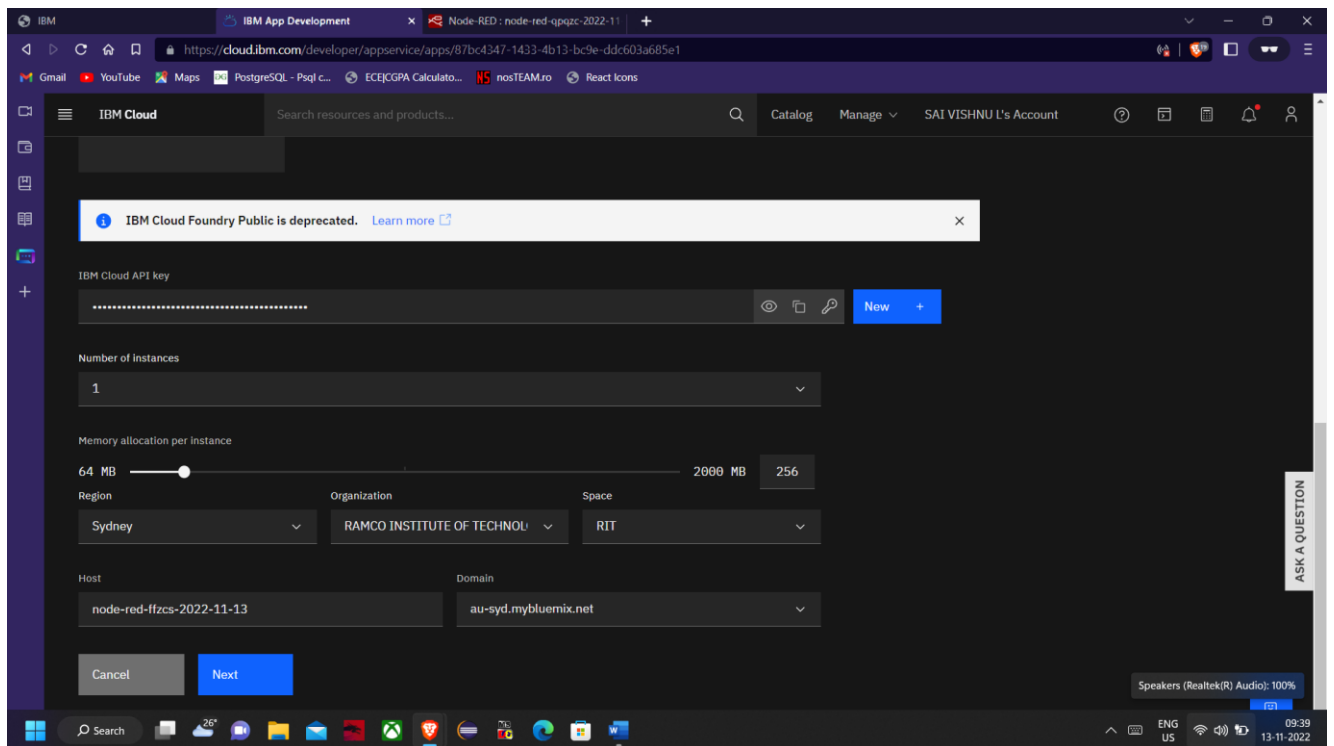 IBM
IBM App Development
Node-RED : node-red-qpqzc-2022-11
https://cloud.ibm.com/developer/appservice/apps/87bc4347-1433-4b13-bc9e-ddc603a685e1
Gmail YouTube Maps PostgreSQL - Psql c... ECE|CGPA Calculato... nosTEAM.ro React Icons
IBM Cloud Search resources and products... Catalog Manage SAI VISHNU L's Account
IBM Cloud Foundry Public is deprecated. Learn more
IBM Cloud API key
New +
Number of instances
1
Memory allocation per instance
64 MB 2000 MB 256
Region Organization Space
Sydney RAMCO INSTITUTE OF TECHNOL RIT
Host Domain
node-red-ffzcs-2022-11-13 au-syd.mybluemix.net
Cancel Next
ASK A QUESTION
Speakers (Realtek(R) Audio): 100%
Search 26° ENG 09:39
US 13-11-2022